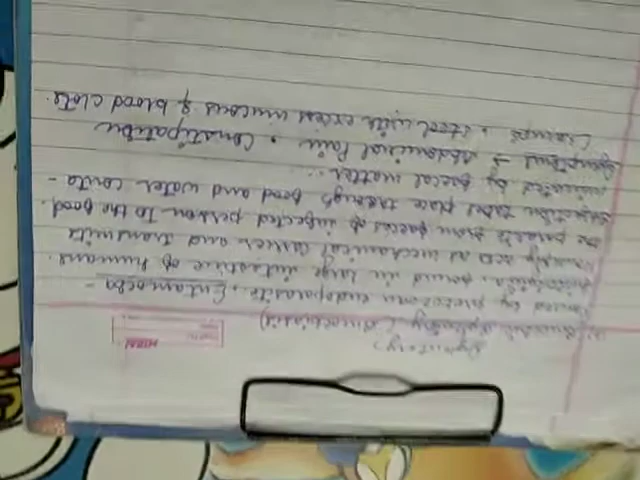 Dysentery
Amoebic dysentery (Amoebiasis)
Caused by protozoan endoparasite, Entamoeba-
histolytica, found in large intestine of humans.
Housefly acts as mechanical carrier and transmits
the parasite from faeces of infected person to the food.
Infection takes place through food and water conta-
minated by faecal matter.
Symptoms → Abdominal Pain • Constipation
Cramps • stool with excess mucous & blood clots.